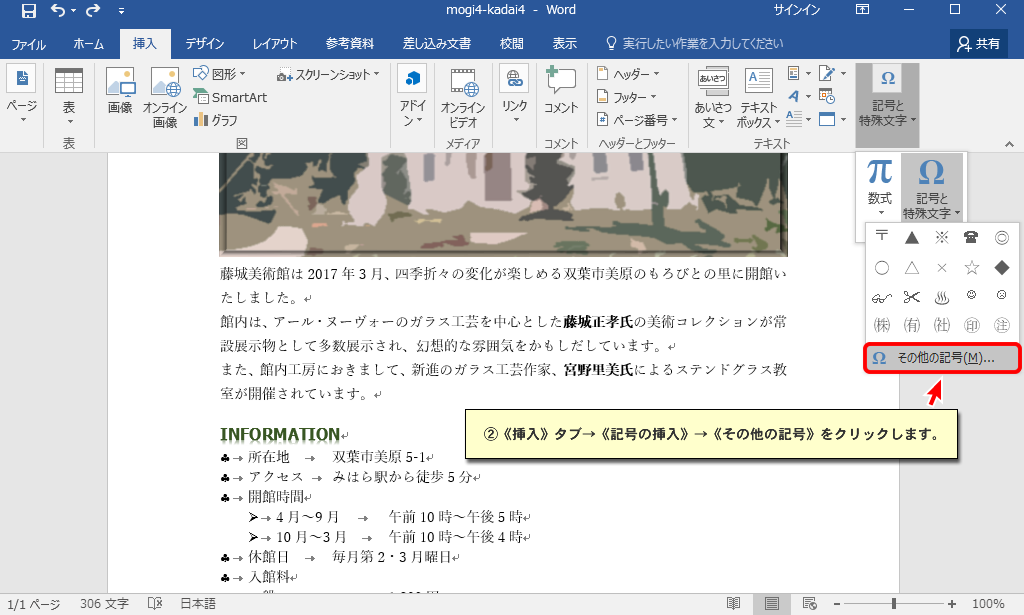 mogi4-kadai4 - Word
サインイン
ファイル ホーム 挿入 デザイン レイアウト 参考資料 差し込み文書 校閲 表示 実行したい作業を入力してください 共有
ページ
表
表
画像
オンライン
画像
図形
SmartArt
グラフ
スクリーンショット
図
アドイ
ン
オンライン
ビデオ
メディア
リンク
コメント
コメント
ヘッダー
フッター
ページ番号
ヘッダーとフッター
あいさつ
あいさつ
文
テキスト
ボックス
テキスト
記号と
特殊文字
数式
記号と
特殊文字
〒 ▲ ※ ☎ ◎
○ △ × ☆ ◆
㈱ ㈲ ㈳ ㊞ ㊟
その他の記号(M)...
②《挿入》タブ→《記号の挿入》→《その他の記号》をクリックします。
藤城美術館は 2017 年 3 月、四季折々の変化が楽しめる双葉市美原のもろびとの里に開館い
たしました。
館内は、アール・ヌーヴォーのガラス工芸を中心とした藤城正孝氏の美術コレクションが常
設展示物として多数展示され、幻想的な雰囲気をかもしだしています。
また、館内工房におきまして、新進のガラス工芸作家、宮野里美氏によるステンドグラス教
室が開催されています。
INFORMATION
♣→所在地 → 双葉市美原 5-1
♣→アクセス → みはら駅から徒歩 5 分
♣→開館時間
➢→4 月～9 月 → 午前 10 時～午後 5 時
➢→10 月～3 月 → 午前 10 時～午後 4 時
♣→休館日 → 毎月第 2・3 月曜日
♣→入館料
1/1 ページ 306 文字 日本語 100%